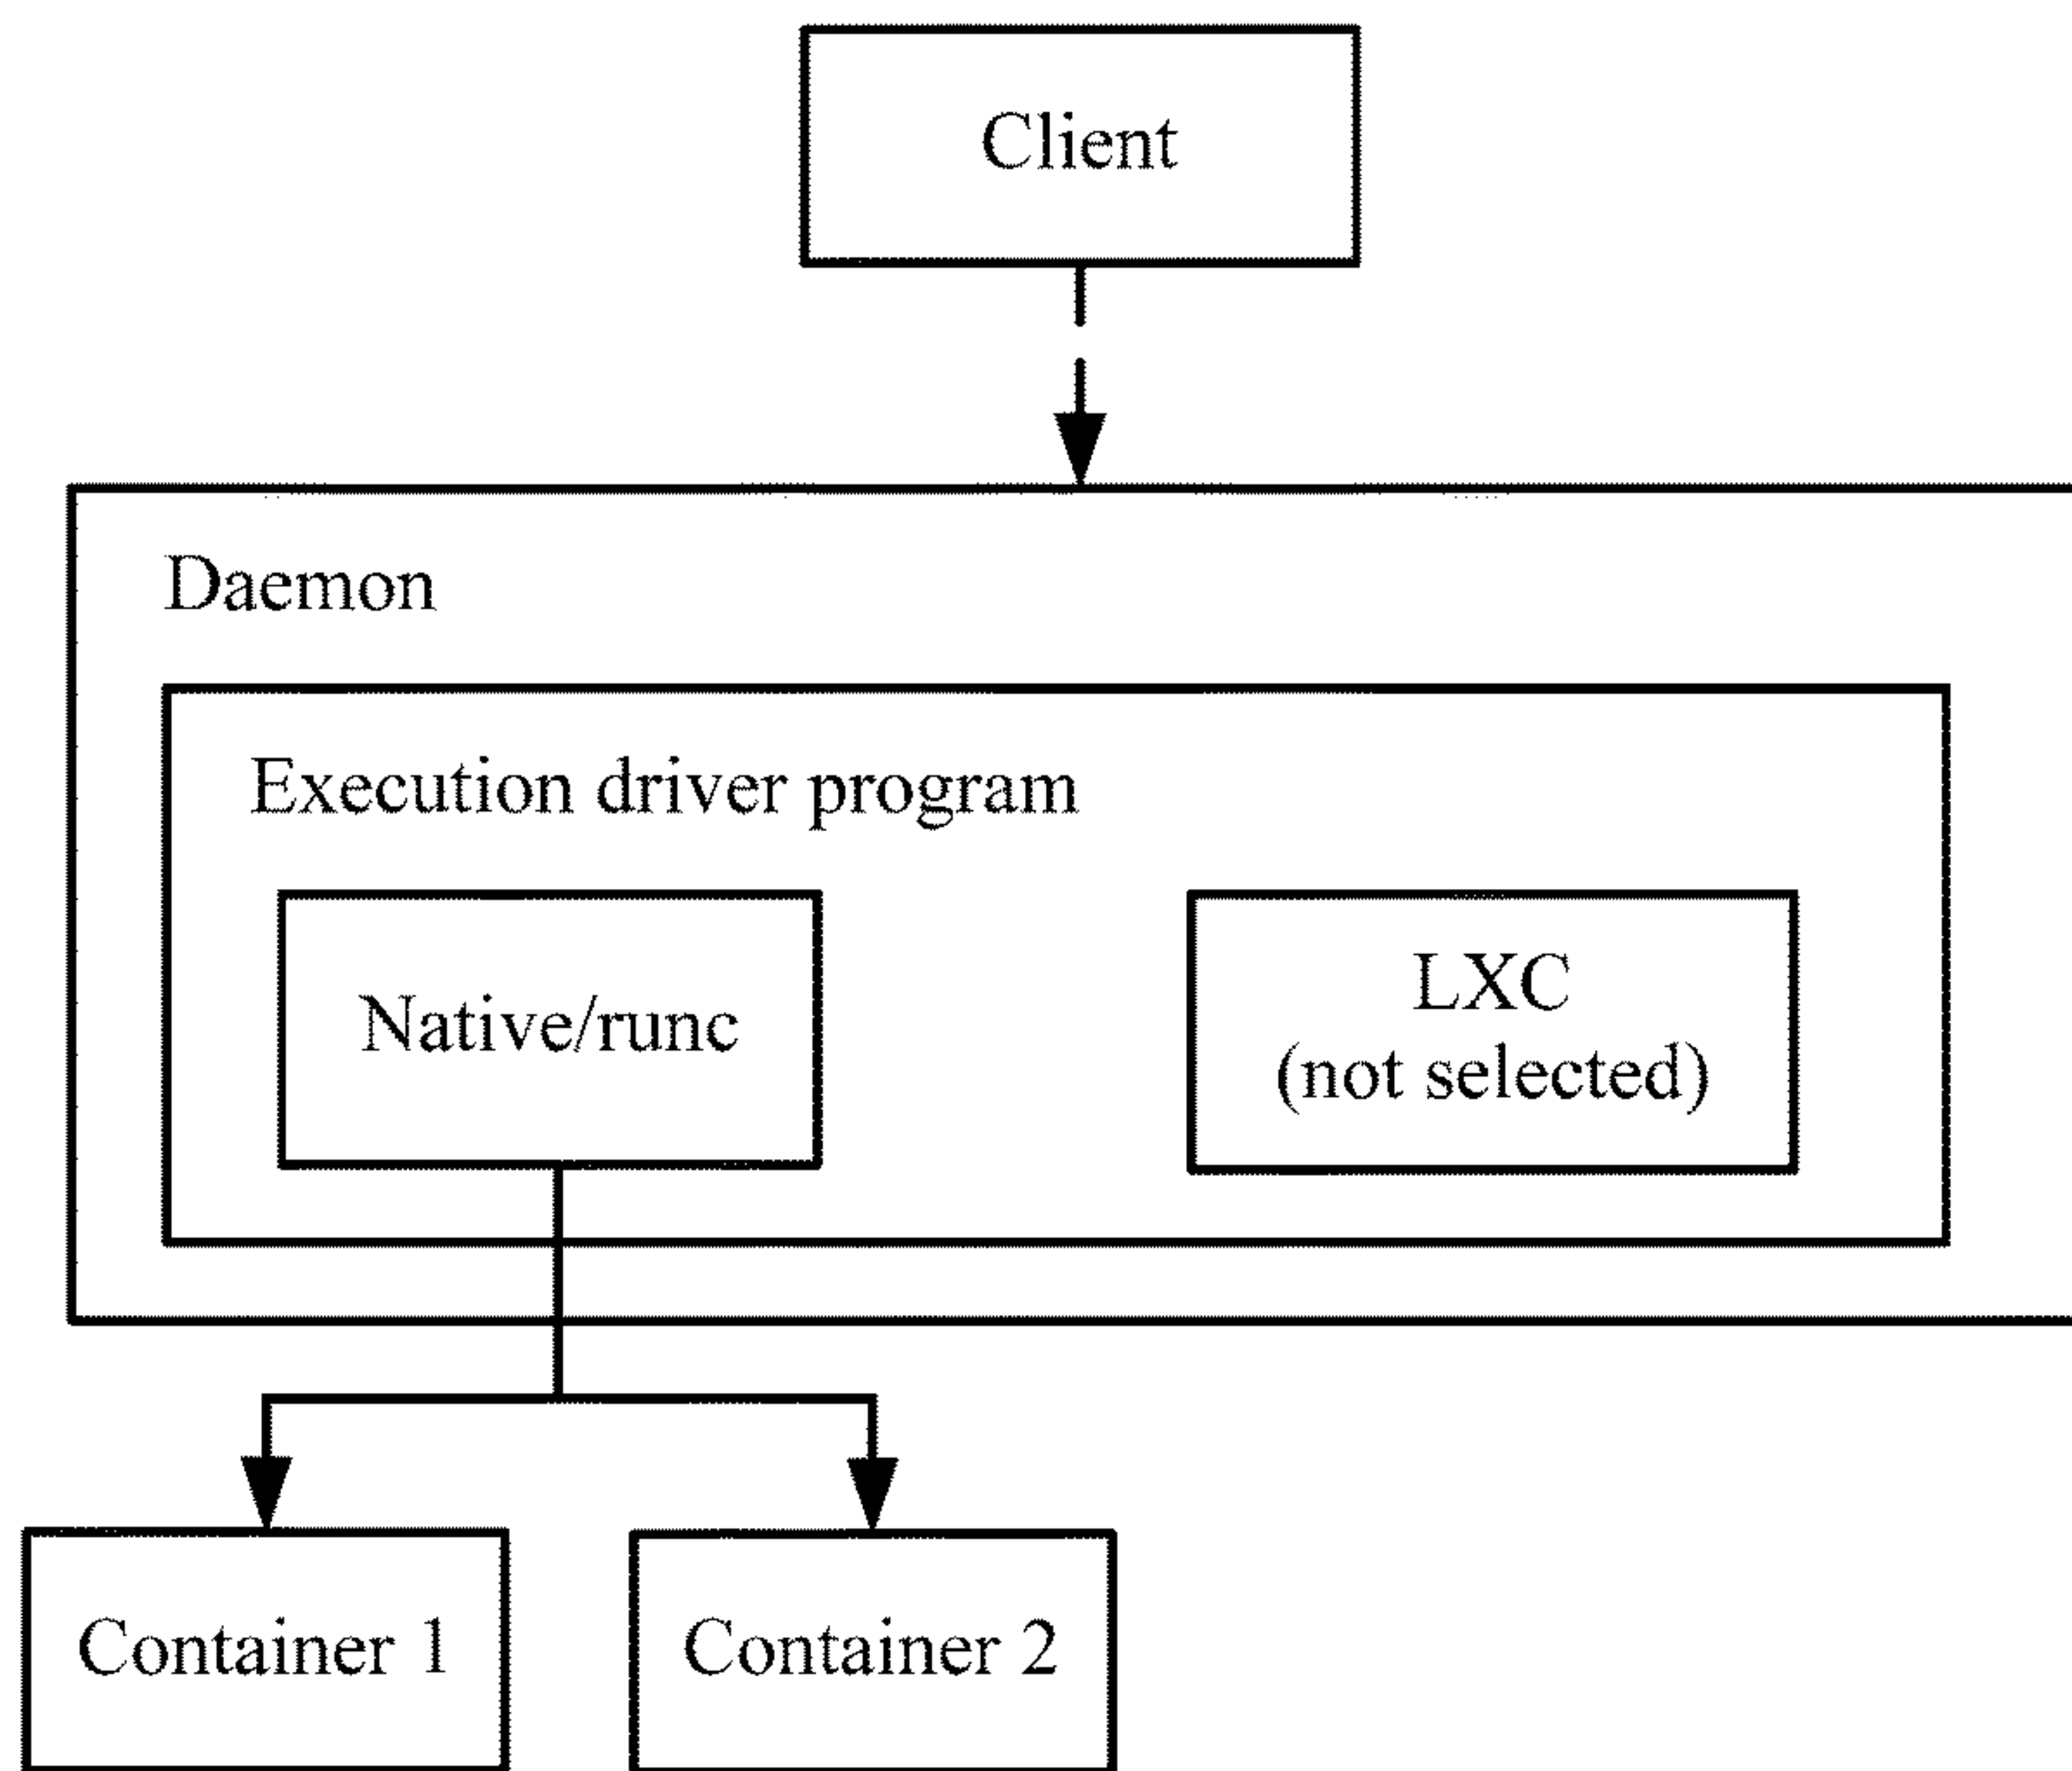 Client
Daemon
Execution driver program
Native/runc
LXC
(not selected)
Container 1
Container 2